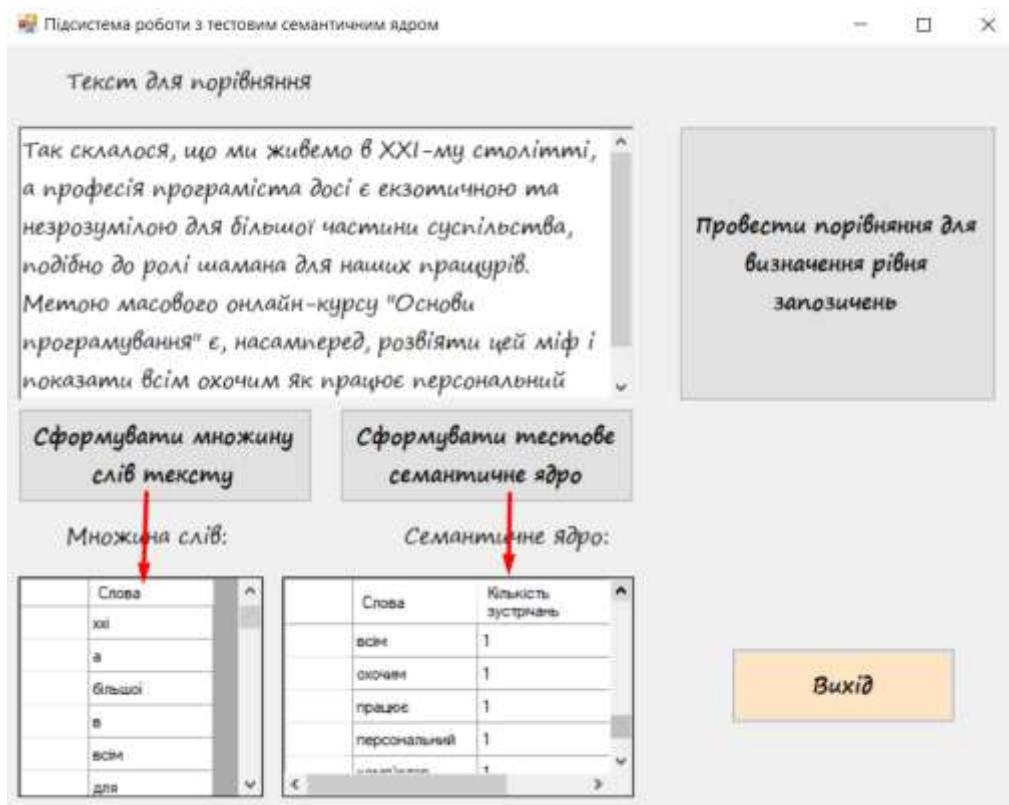 Підсистема роботи з тестовим семантичним ядром
Текст для порівняння
Так склалося, що ми живемо в XXI-му столітті,
а професія програміста досі є екзотичною та
незрозумілою для більшої частини суспільства,
подібно до ролі шамана для наших пращурів.
Метою масового онлайн-курсу "Основи
програмування" є, насамперед, розвіяти цей міф і
показати всім охочим як працює персональний
Провести порівняння для
визначення рівня
запозичень
Сформувати множину
слів тексту
Сформувати тестове
семантичне ядро
Множина слів:
Семантичне ядро:
Слова
xxi
а
більшої
в
всім
для
Слова
Кількість
зустрічань
всім 1
охочим 1
працює 1
персональний 1
1
Вихід